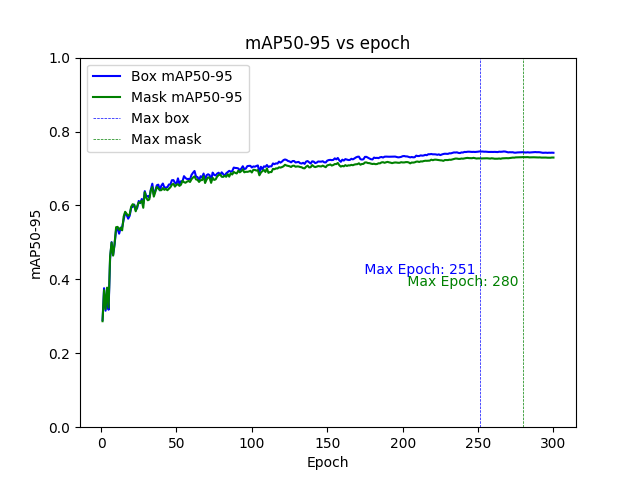 mAP50-95 vs epoch
1.0
0.8
0.6
0.4
0.2
0.0
mAP50-95
Box mAP50-95
Mask mAP50-95
Max box
Max mask
Max Epoch: 251
Max Epoch: 280
0
50
100
150
200
250
300
Epoch